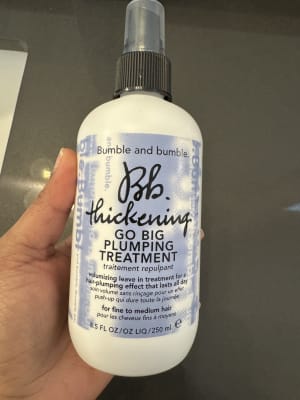 Bumble and bumble.
Bb
thickening
GO BIG
PLUMPING
TREATMENT
traitement repulpant
volumizing leave in treatment for a
hair-plumping effect that lasts all day
soin volume sans rinçage pour un effet
push-up qui dure toute la journée
for fine to medium hair
pour les cheveux fins à moyens
8.5 FL OZ/OZ LIQ/250 ml e